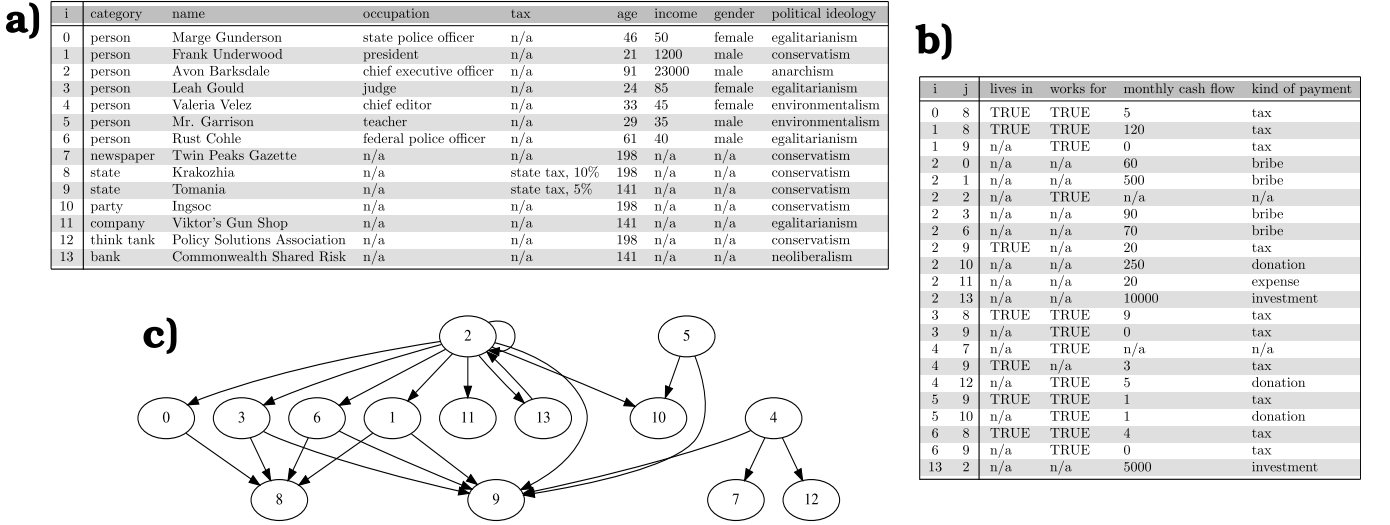 a)
i category name occupation tax age income gender political ideology
0 person Marge Gunderson state police officer n/a 46 50 female egalitarianism
1 person Frank Underwood president n/a 21 1200 male conservatism
2 person Avon Barksdale chief executive officer n/a 91 23000 male anarchism
3 person Leah Gould judge n/a 24 85 female egalitarianism
4 person Valeria Velez chief editor n/a 33 45 female environmentalism
5 person Mr. Garrison teacher n/a 29 35 male environmentalism
6 person Rust Cohle federal police officer n/a 61 40 male egalitarianism
7 newspaper Twin Peaks Gazette n/a n/a 198 n/a n/a conservatism
8 state Krakozhia n/a state tax, 10% 198 n/a n/a conservatism
9 state Tomania n/a state tax, 5% 141 n/a n/a conservatism
10 party Ingsoc n/a n/a 198 n/a n/a conservatism
11 company Viktor's Gun Shop n/a n/a 141 n/a n/a egalitarianism
12 think tank Policy Solutions Association n/a n/a 198 n/a n/a conservatism
13 bank Commonwealth Shared Risk n/a n/a 141 n/a n/a neoliberalism
b)
i j lives in works for monthly cash flow kind of payment
0 8 TRUE TRUE 5 tax
1 8 TRUE TRUE 120 tax
1 9 n/a TRUE 0 tax
2 0 n/a n/a 60 bribe
2 1 n/a n/a 500 bribe
2 2 n/a TRUE n/a n/a
2 3 n/a n/a 90 bribe
2 6 n/a n/a 70 bribe
2 9 TRUE n/a 20 tax
2 10 n/a n/a 250 donation
2 11 n/a n/a 20 expense
2 13 n/a n/a 10000 investment
3 8 TRUE TRUE 9 tax
3 9 n/a TRUE 0 tax
4 7 n/a TRUE n/a n/a
4 9 TRUE n/a 3 tax
4 12 n/a TRUE 5 donation
5 9 TRUE TRUE 1 tax
5 10 n/a TRUE 1 donation
6 8 TRUE TRUE 4 tax
6 9 n/a TRUE 0 tax
13 2 n/a n/a 5000 investment
c)
2 5
0 3 6 1 11 13 10 4
8 9 7 12